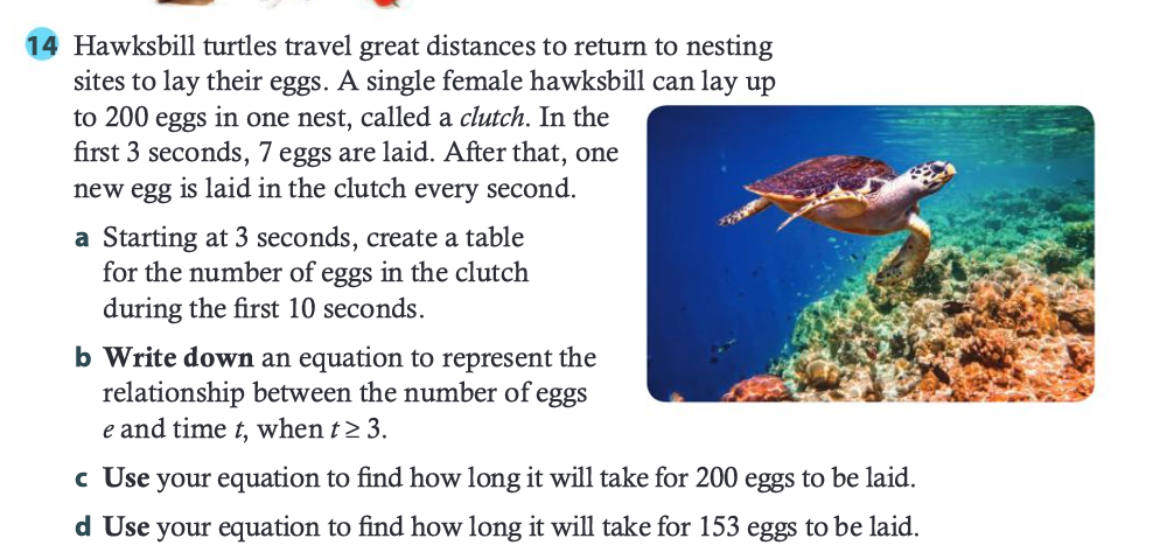 14 Hawksbill turtles travel great distances to return to nesting
sites to lay their eggs. A single female hawksbill can lay up
to 200 eggs in one nest, called a clutch. In the
first 3 seconds, 7 eggs are laid. After that, one
new egg is laid in the clutch every second.
a Starting at 3 seconds, create a table
for the number of eggs in the clutch
during the first 10 seconds.
b Write down an equation to represent the
relationship between the number of eggs
e and time t, when t ≥ 3.
c Use your equation to find how long it will take for 200 eggs to be laid.
d Use your equation to find how long it will take for 153 eggs to be laid.